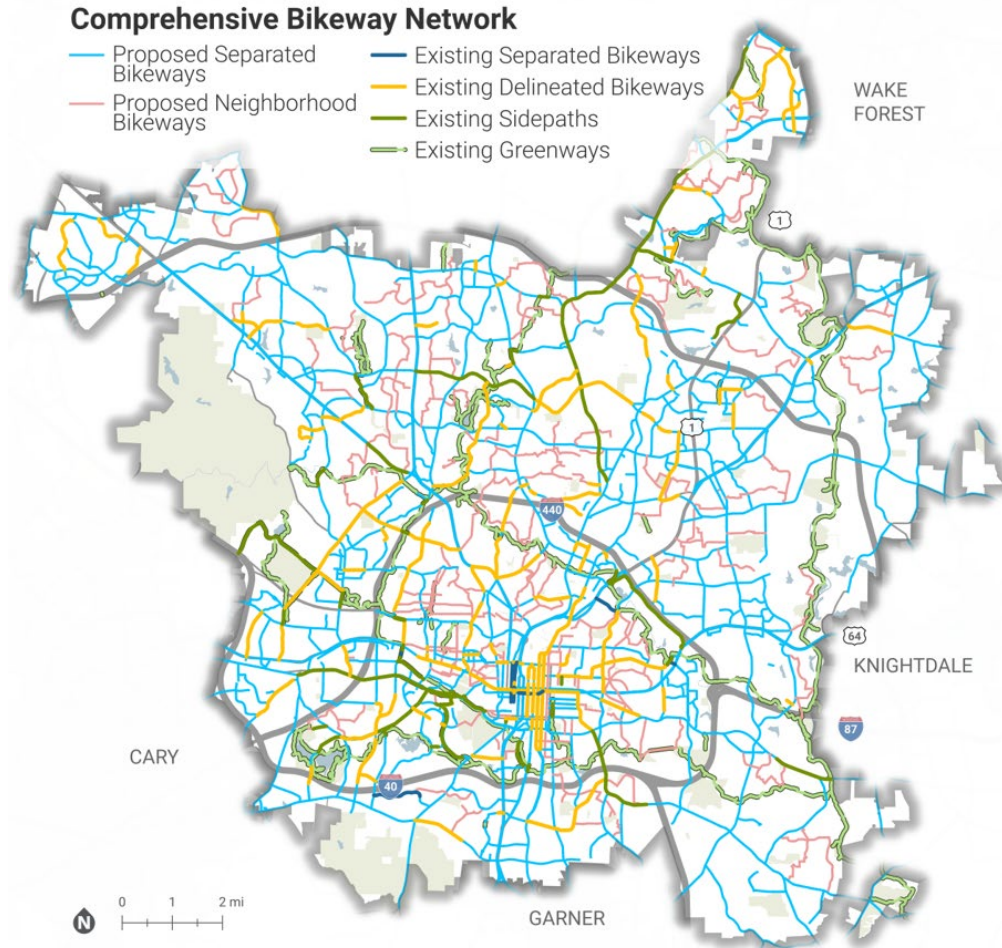 Comprehensive Bikeway Network
Proposed Separated
Bikeways
Proposed Neighborhood
Bikeways
Existing Separated Bikeways
Existing Delineated Bikeways
Existing Sidepaths
Existing Greenways
WAKE
FOREST
1
1
440
64
KNIGHTDALE
87
CARY
40
GARNER
N
0 1 2 mi